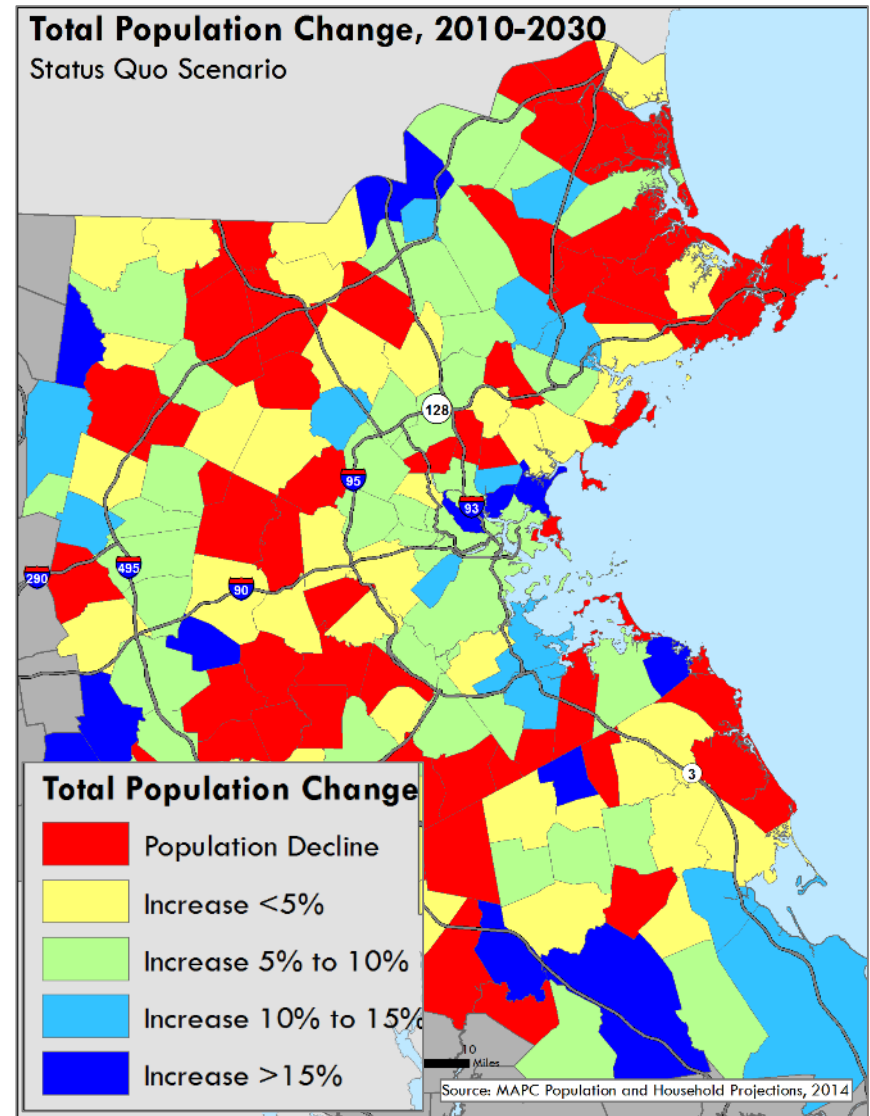 Total Population Change, 2010-2030
Status Quo Scenario
128
95
93
290
495
90
3
Total Population Change
Population Decline
Increase <5%
Increase 5% to 10%
Increase 10% to 15%
Increase >15%
10
Miles
Source: MAPC Population and Household Projections, 2014